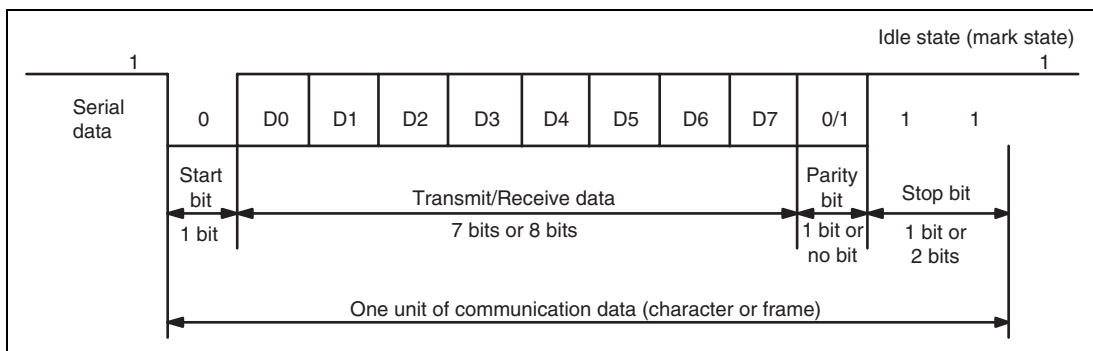 Idle state (mark state)
1
1
Serial
data
0
D0
D1
D2
D3
D4
D5
D6
D7
0/1
1
1
Start
bit
1 bit
Transmit/Receive data
7 bits or 8 bits
Parity
bit
1 bit or
no bit
Stop bit
1 bit or
2 bits
One unit of communication data (character or frame)